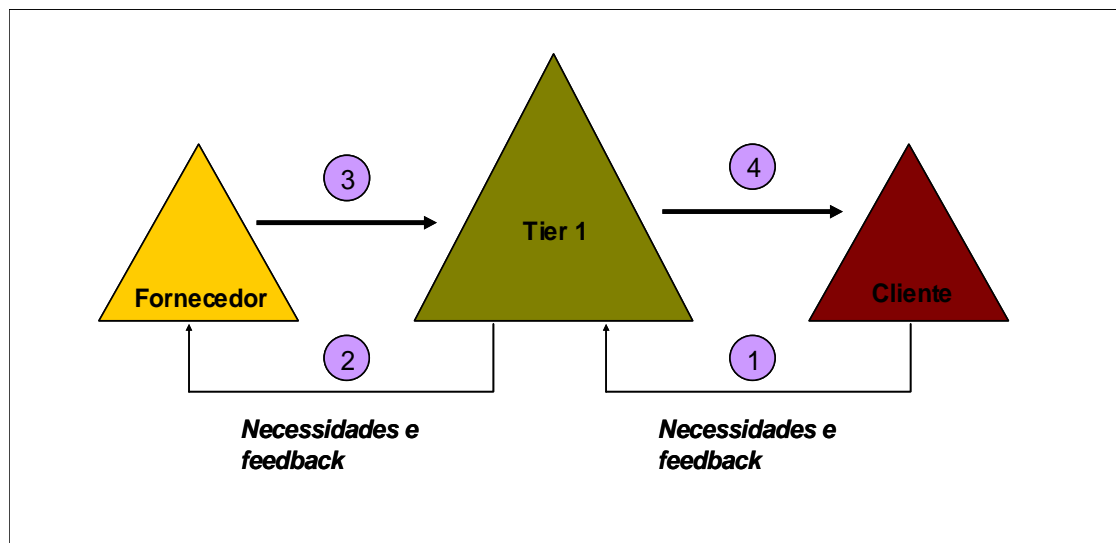 3
4
Tier 1
Fornecedor
Cliente
2
1
Necessidades e
feedback
Necessidades e
feedback